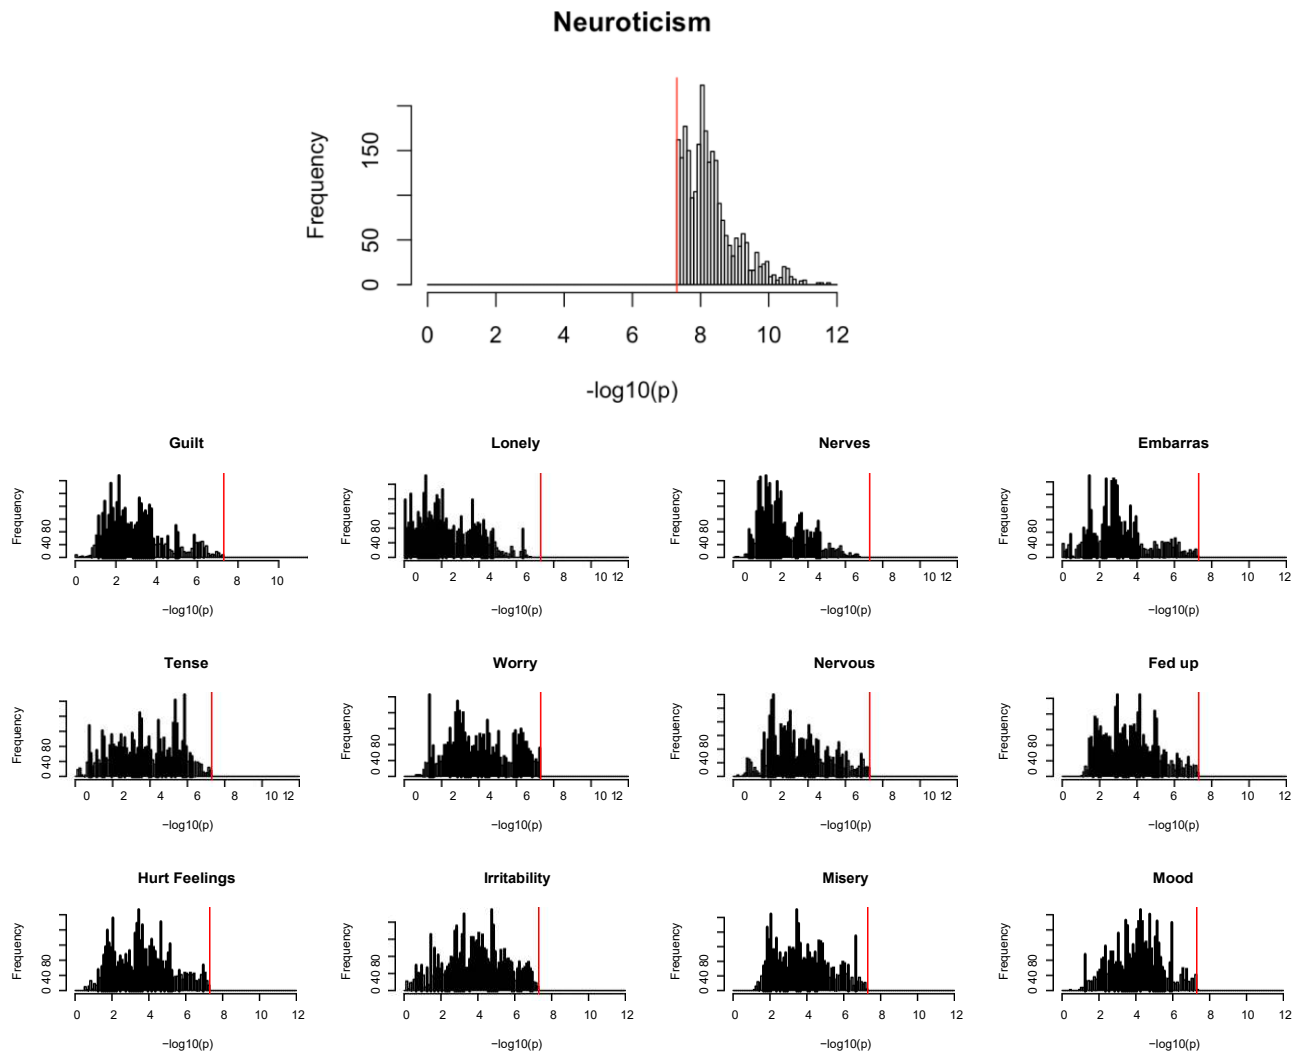 Neuroticism
Frequency
0 50 150
0 2 4 6 8 10 12
-log10(p)
Guilt Lonely Nerves Embarras
Frequency Frequency Frequency Frequency
0 40 80 0 40 80 0 40 80 0 40 80
0 2 4 6 8 10 0 2 4 6 8 10 12 0 2 4 6 8 10 12 0 2 4 6 8 10 12
−log10(p) −log10(p) −log10(p) −log10(p)
Tense Worry Nervous Fed up
Frequency Frequency Frequency Frequency
0 40 80 0 40 80 0 40 80 0 40 80
0 2 4 6 8 10 12 0 2 4 6 8 10 12 0 2 4 6 8 10 12 0 2 4 6 8 10 12
−log10(p) −log10(p) −log10(p) −log10(p)
Hurt Feelings Irritability Misery Mood
Frequency Frequency Frequency Frequency
0 40 80 0 40 80 0 40 80 0 40 80
0 2 4 6 8 10 12 0 2 4 6 8 10 12 0 2 4 6 8 10 12 0 2 4 6 8 10 12
−log10(p) −log10(p) −log10(p) −log10(p)